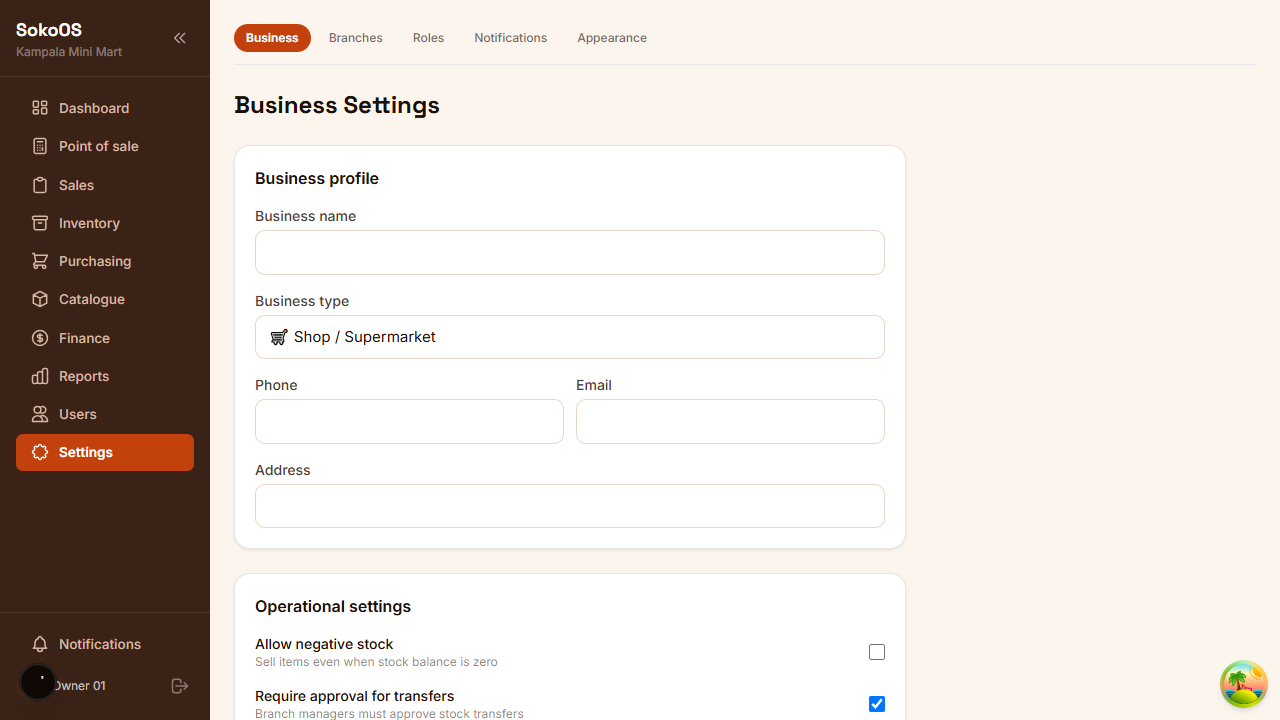 SokoOS
Kampala Mini Mart
Dashboard
Point of sale
Sales
Inventory
Purchasing
Catalogue
Finance
Reports
Users
Settings
Notifications
Owner 01
Business
Branches
Roles
Notifications
Appearance
Business Settings
Business profile
Business name
Business type
Shop / Supermarket
Phone
Email
Address
Operational settings
Allow negative stock
Sell items even when stock balance is zero
Require approval for transfers
Branch managers must approve stock transfers